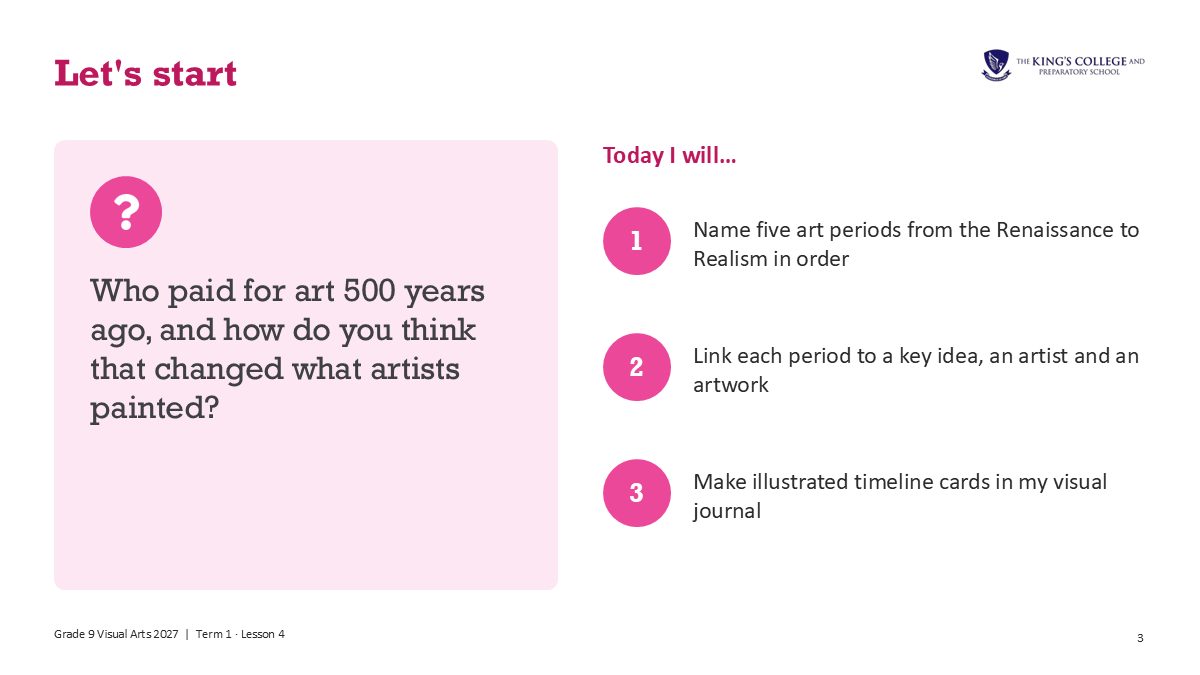 Let's start
THE KING'S COLLEGE AND
PREPARATORY SCHOOL
?
Who paid for art 500 years
ago, and how do you think
that changed what artists
painted?
Today I will...
1
Name five art periods from the Renaissance to
Realism in order
2
Link each period to a key idea, an artist and an
artwork
3
Make illustrated timeline cards in my visual
journal
Grade 9 Visual Arts 2027 | Term 1 · Lesson 4
3